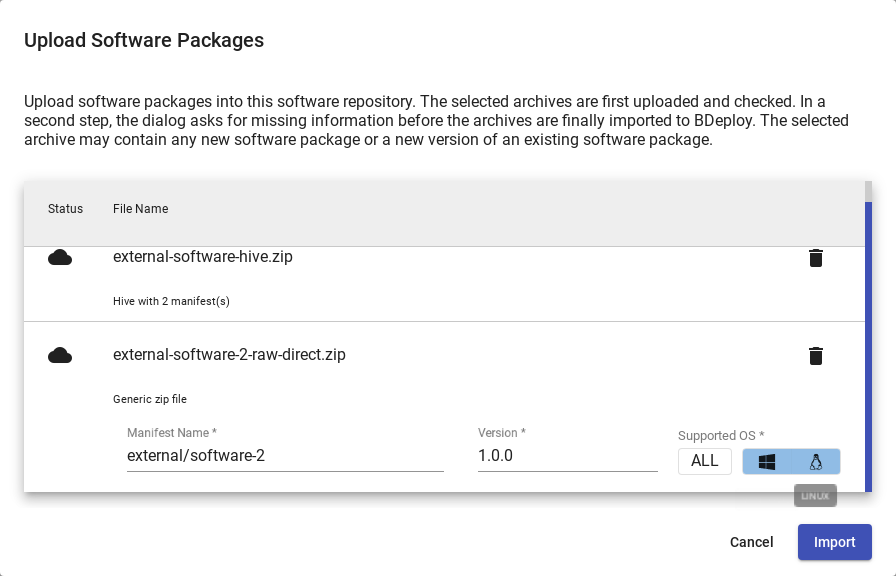 Upload Software Packages
Upload software packages into this software repository. The selected archives are first uploaded and checked. In a
second step, the dialog asks for missing information before the archives are finally imported to BDeploy. The selected
archive may contain any new software package or a new version of an existing software package.
Status File Name
external-software-hive.zip
Hive with 2 manifest(s)
external-software-2-raw-direct.zip
Generic zip file
Manifest Name * Version * Supported OS *
external/software-2 1.0.0 ALL
LINUX
Cancel Import